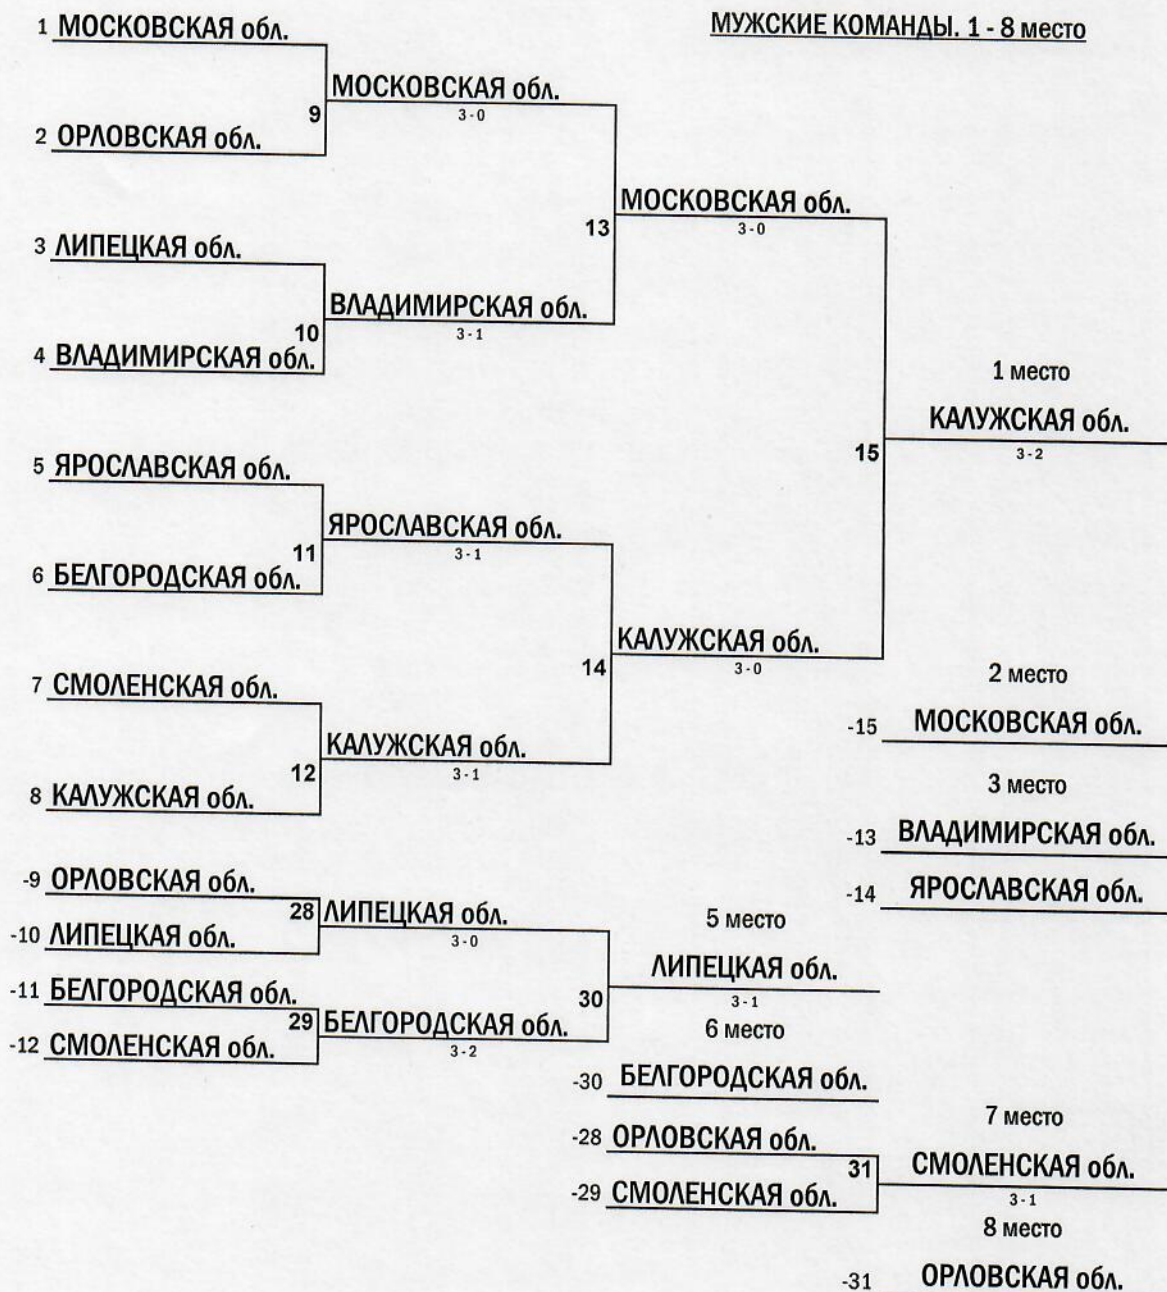 МУЖСКИЕ КОМАНДЫ. 1 - 8 место
1 МОСКОВСКАЯ обл.
МОСКОВСКАЯ обл.
9
3-0
2 ОРЛОВСКАЯ обл.
МОСКОВСКАЯ обл.
13
3-0
3 ЛИПЕЦКАЯ обл.
ВЛАДИМИРСКАЯ обл.
10
3-1
4 ВЛАДИМИРСКАЯ обл.
1 место
КАЛУЖСКАЯ обл.
15
3-2
5 ЯРОСЛАВСКАЯ обл.
ЯРОСЛАВСКАЯ обл.
11
3-1
6 БЕЛГОРОДСКАЯ обл.
КАЛУЖСКАЯ обл.
14
3-0
7 СМОЛЕНСКАЯ обл.
2 место
-15 МОСКОВСКАЯ обл.
КАЛУЖСКАЯ обл.
12
3-1
8 КАЛУЖСКАЯ обл.
3 место
-13 ВЛАДИМИРСКАЯ обл.
-14 ЯРОСЛАВСКАЯ обл.
-9 ОРЛОВСКАЯ обл.
28 ЛИПЕЦКАЯ обл.
3-0
-10 ЛИПЕЦКАЯ обл.
5 место
ЛИПЕЦКАЯ обл.
30
3-1
-11 БЕЛГОРОДСКАЯ обл.
29 БЕЛГОРОДСКАЯ обл.
3-2
-12 СМОЛЕНСКАЯ обл.
6 место
-30 БЕЛГОРОДСКАЯ обл.
7 место
-28 ОРЛОВСКАЯ обл.
31 СМОЛЕНСКАЯ обл.
3-1
-29 СМОЛЕНСКАЯ обл.
8 место
-31 ОРЛОВСКАЯ обл.